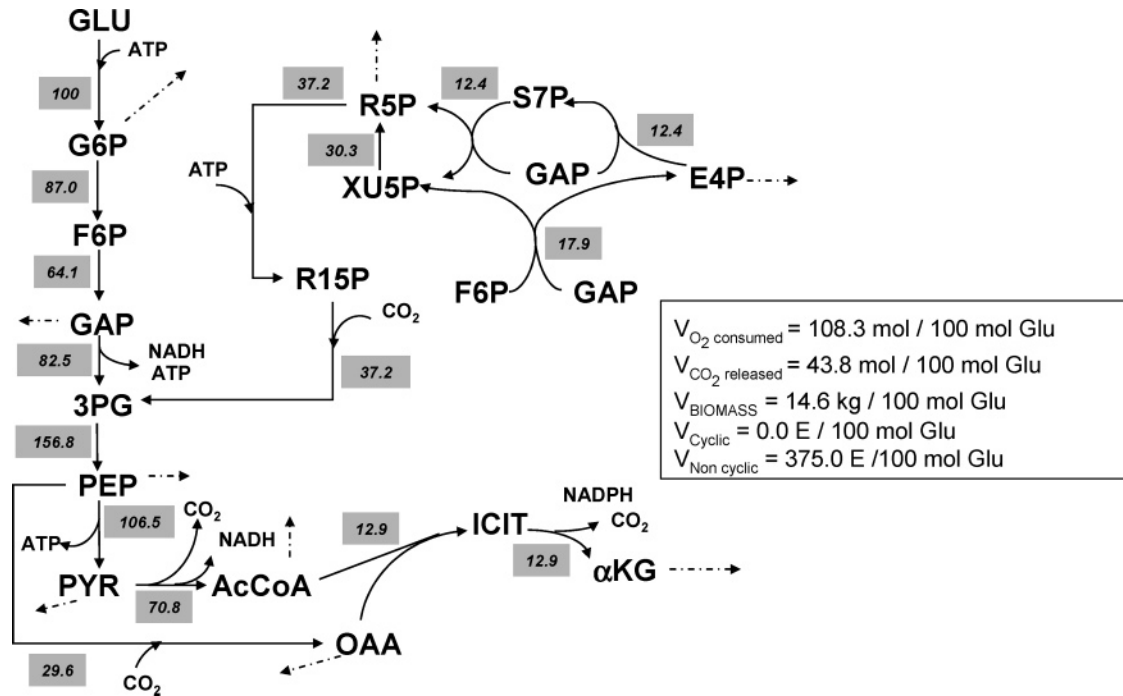 GLU
ATP
100
G6P
87.0
F6P
64.1
GAP
82.5
NADH
ATP
3PG
156.8
PEP
ATP
106.5
PYR
CO2
NADH
70.8
AcCoA
12.9
29.6
CO2
OAA
ICIT
NADPH
CO2
12.9
αKG
37.2
R5P
12.4
S7P
12.4
30.3
ATP
XU5P
GAP
E4P
17.9
R15P
F6P
GAP
CO2
37.2
VO2 consumed = 108.3 mol / 100 mol Glu
VCO2 released = 43.8 mol / 100 mol Glu
VBIOMASS = 14.6 kg / 100 mol Glu
VCyclic = 0.0 E / 100 mol Glu
VNon cyclic = 375.0 E /100 mol Glu